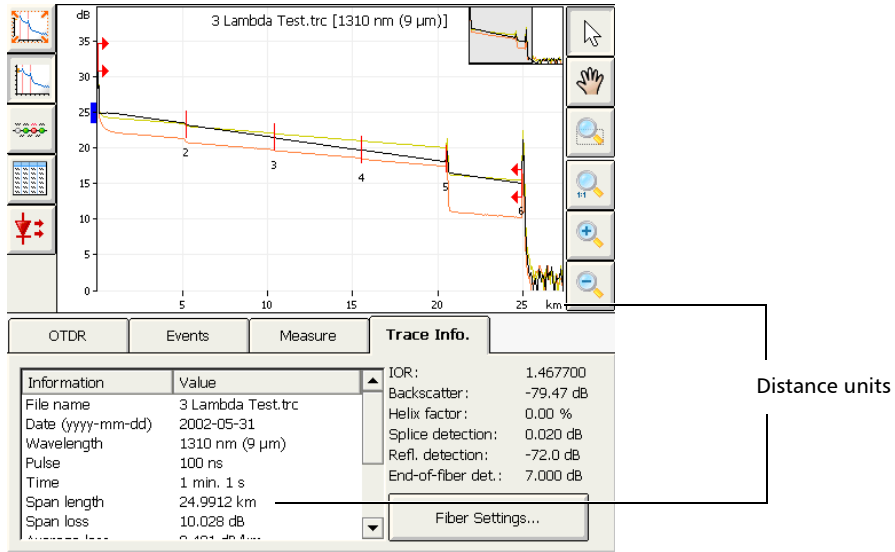 dB
3 Lambda Test.trc [1310 nm (9 µm)]
35
30
25
20
15
10
5
0
2
3
4
5
6
5
10
15
20
25
km
1:1
OTDR
Events
Measure
Trace Info.
Information Value
File name 3 Lambda Test.trc
Date (yyyy-mm-dd) 2002-05-31
Wavelength 1310 nm (9 µm)
Pulse 100 ns
Time 1 min. 1 s
Span length 24.9912 km
Span loss 10.028 dB
IOR: 1.467700
Backscatter: -79.47 dB
Helix factor: 0.00 %
Splice detection: 0.020 dB
Refl. detection: -72.0 dB
End-of-fiber det.: 7.000 dB
Fiber Settings...
Distance units